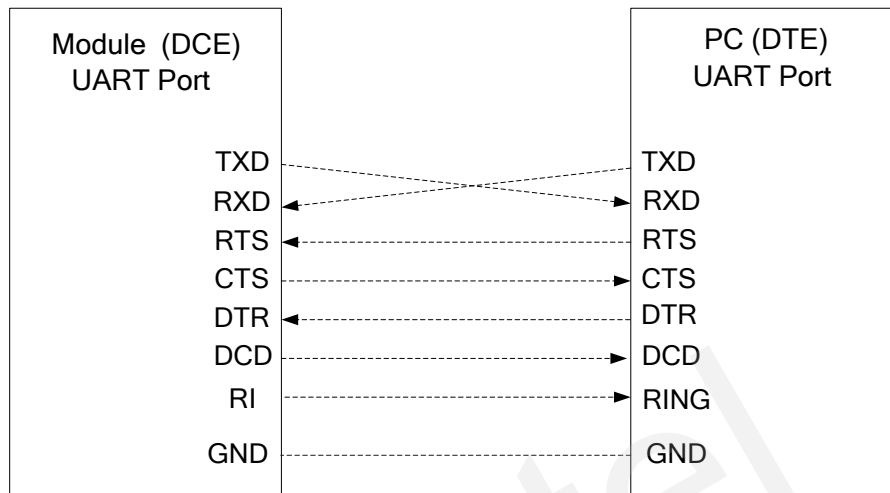 Module (DCE)
UART Port
TXD
RXD
RTS
CTS
DTR
DCD
RI
GND
PC (DTE)
UART Port
TXD
RXD
RTS
CTS
DTR
DCD
RING
GND